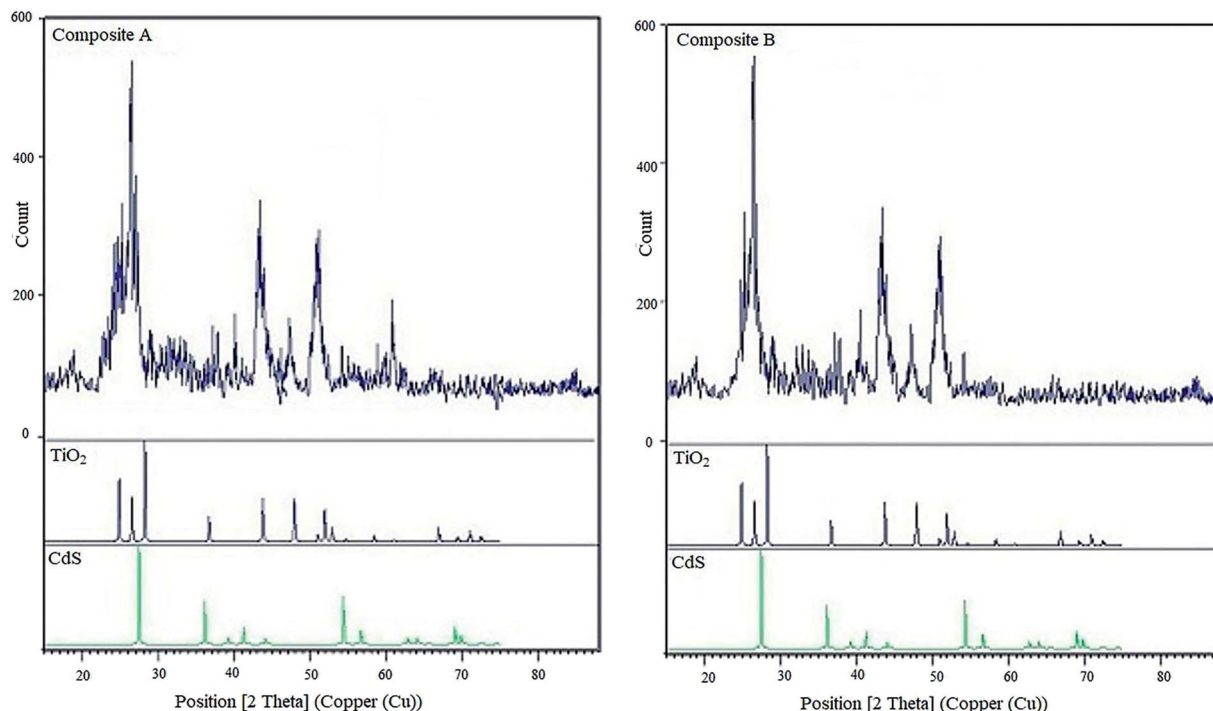 600
Composite A
400
Count
200
0
TiO₂
CdS
20 30 40 50 60 70 80
Position [2 Theta] (Copper (Cu))
600
Composite B
400
Count
200
0
TiO₂
CdS
20 30 40 50 60 70 80
Position [2 Theta] (Copper (Cu))